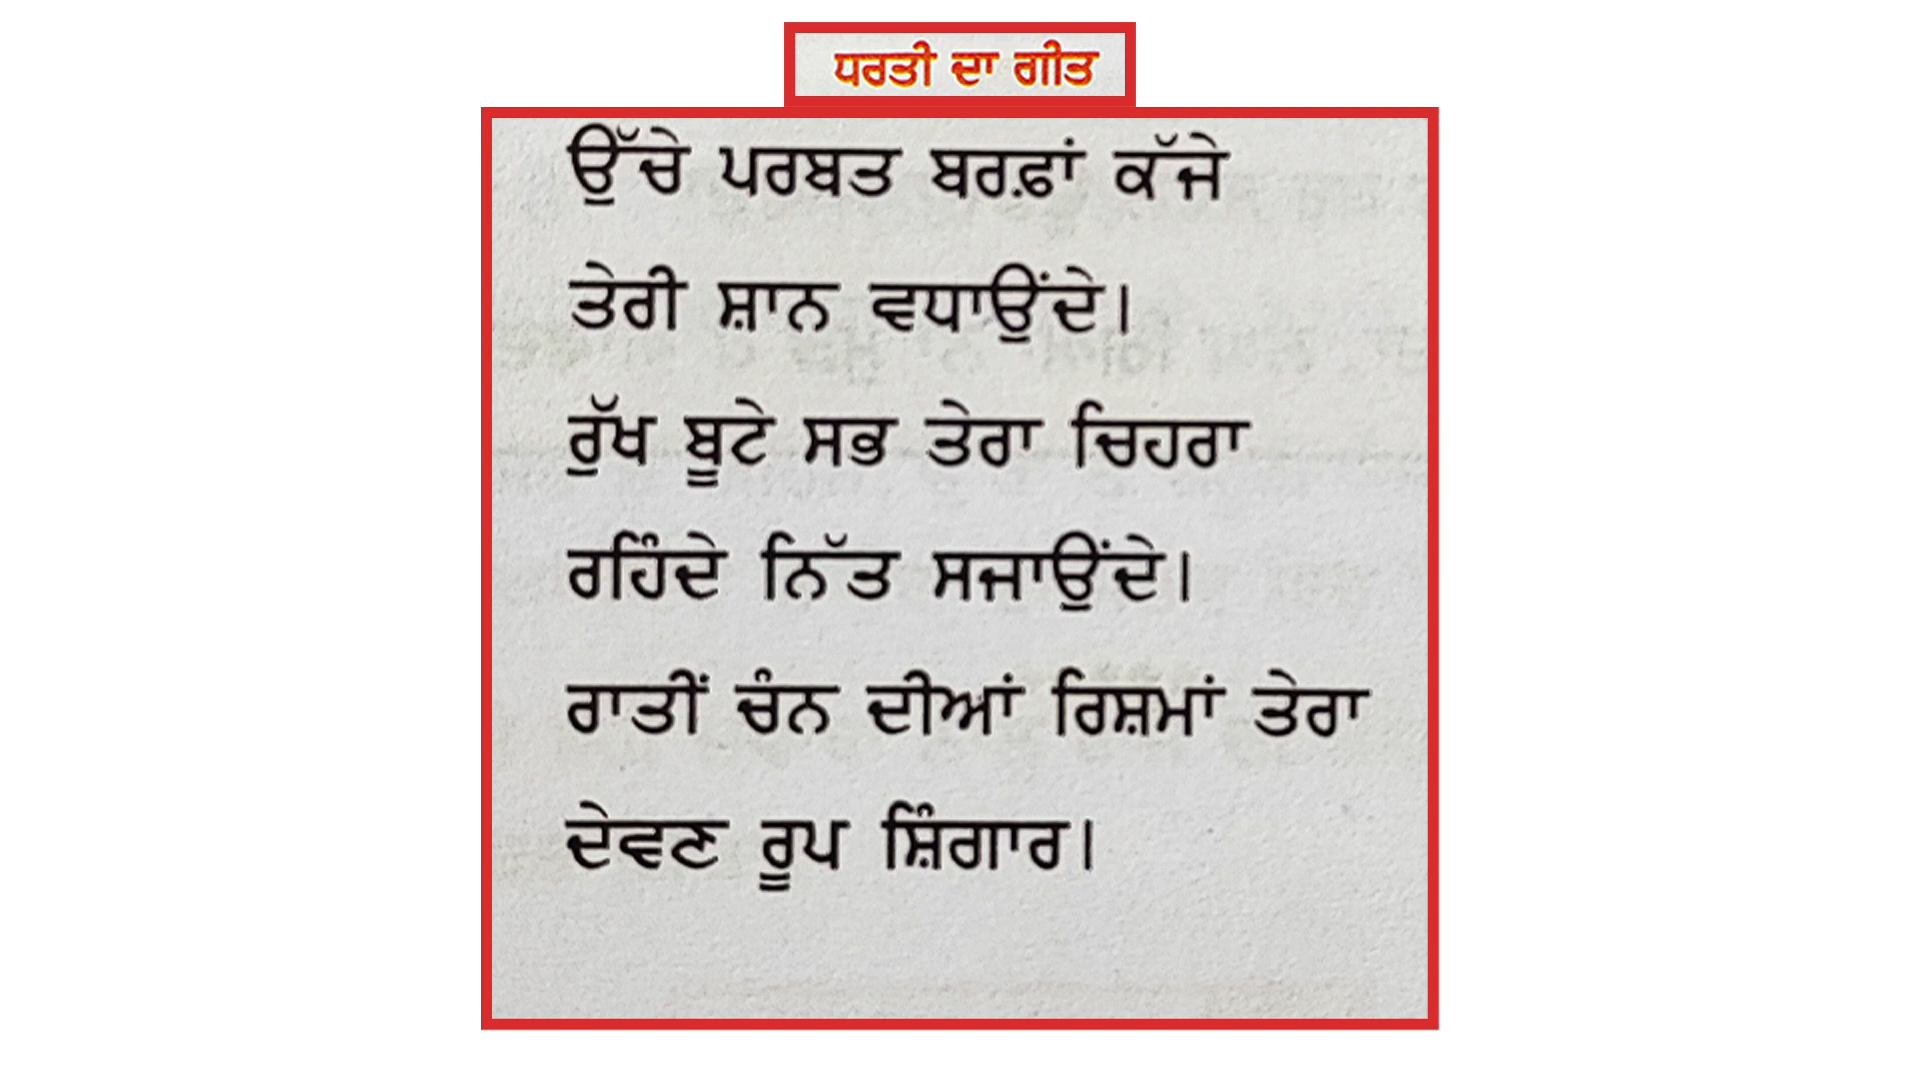 ਧਰਤੀ ਦਾ ਗੀਤ
ਉੱਚੇ ਪਰਬਤ ਬਰਫ਼ਾਂ ਕੱਜੇ
ਤੇਰੀ ਸ਼ਾਨ ਵਧਾਉਂਦੇ।
ਰੁੱਖ ਬੂਟੇ ਸਭ ਤੇਰਾ ਚਿਹਰਾ
ਰਹਿੰਦੇ ਨਿੱਤ ਸਜਾਉਂਦੇ।
ਰਾਤੀਂ ਚੰਨ ਦੀਆਂ ਰਿਸ਼ਮਾਂ ਤੇਰਾ
ਦੇਵਣ ਰੂਪ ਸ਼ਿੰਗਾਰ।